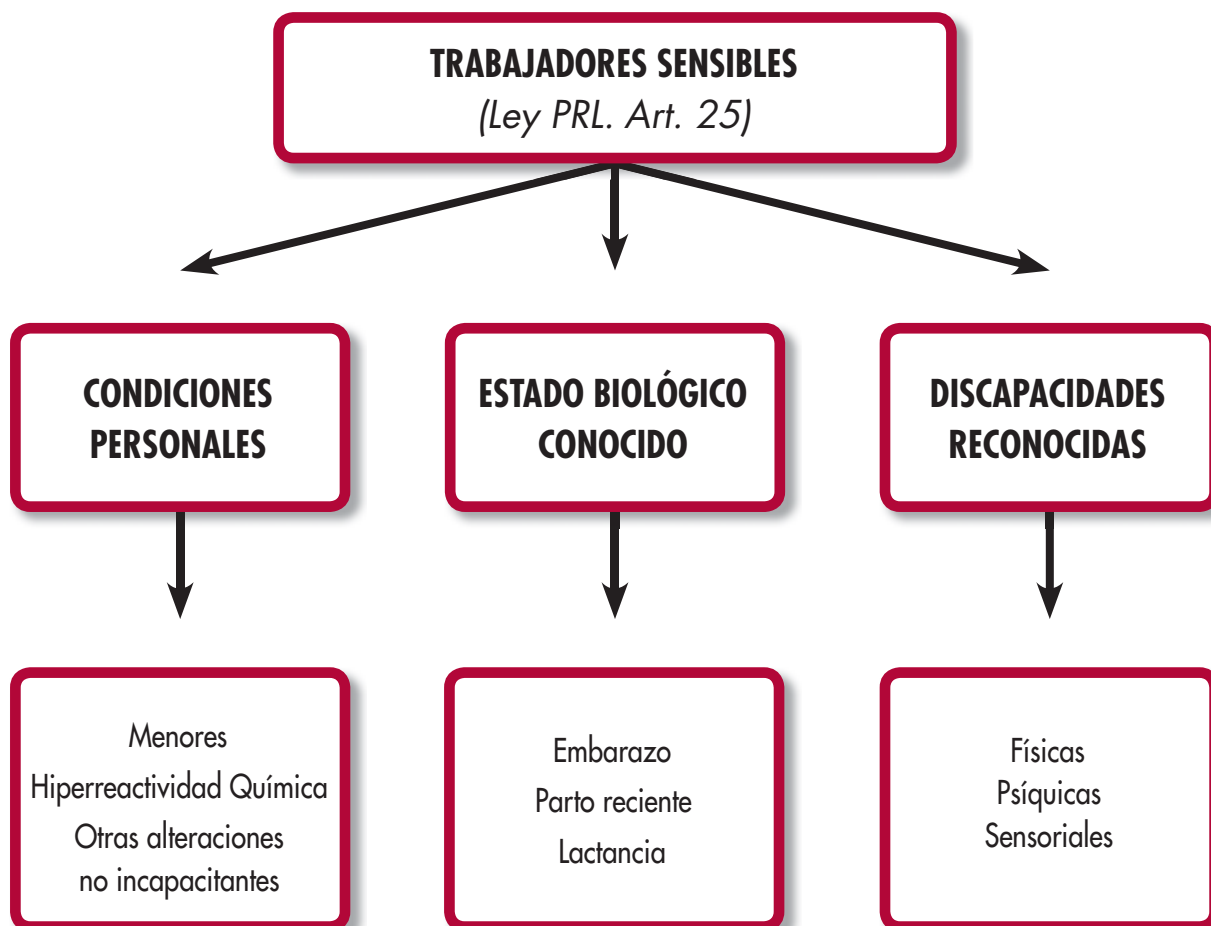 TRABAJADORES SENSIBLES
(Ley PRL. Art. 25)
CONDICIONES
PERSONALES
ESTADO BIOLÓGICO
CONOCIDO
DISCAPACIDADES
RECONOCIDAS
Menores
Hiperreactividad Química
Otras alteraciones
no incapacitantes
Embarazo
Parto reciente
Lactancia
Físicas
Psíquicas
Sensoriales